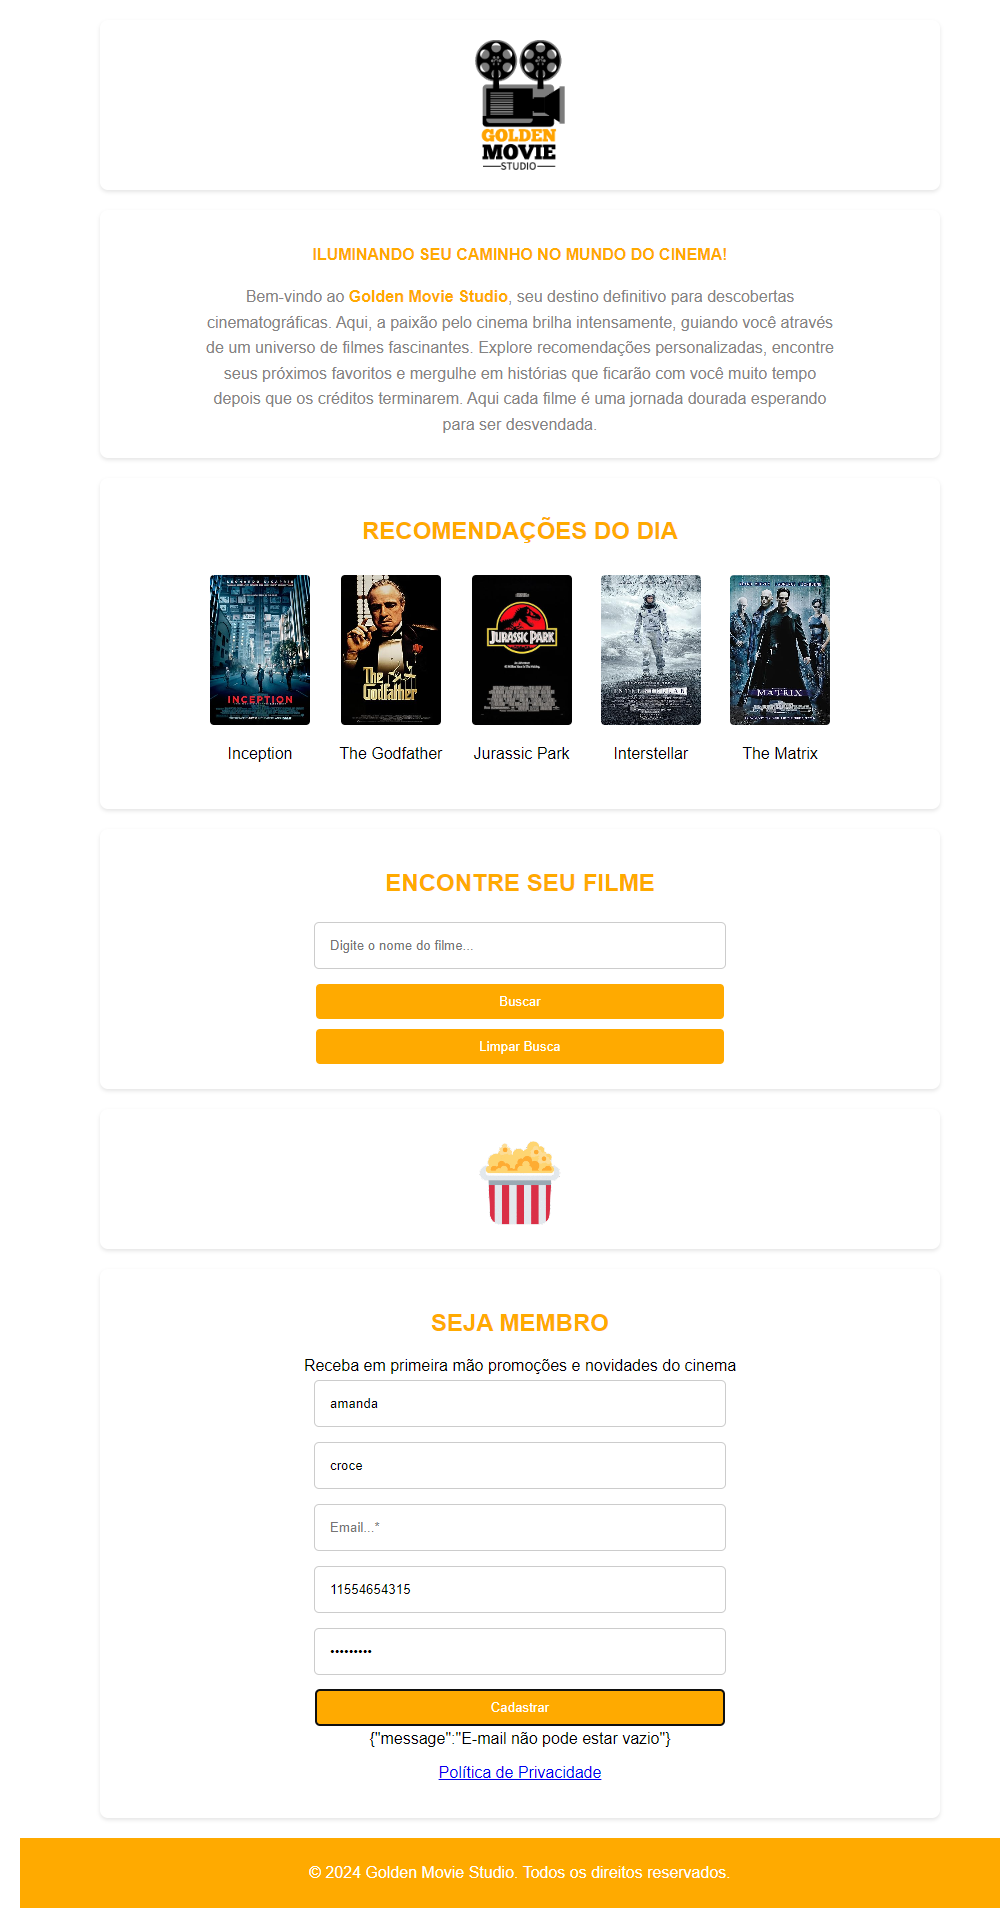 GOLDEN
MOVIE
STUDIO
ILUMINANDO SEU CAMINHO NO MUNDO DO CINEMA!
Bem-vindo ao Golden Movie Studio, seu destino definitivo para descobertas
cinematográficas. Aqui, a paixão pelo cinema brilha intensamente, guiando você através
de um universo de filmes fascinantes. Explore recomendações personalizadas, encontre
seus próximos favoritos e mergulhe em histórias que ficarão com você muito tempo
depois que os créditos terminarem. Aqui cada filme é uma jornada dourada esperando
para ser desvendada.
RECOMENDAÇÕES DO DIA
INCEPTION
The
Godfather
JURASSIC PARK
INTERSTELLAR
MATRIX
Inception
The Godfather
Jurassic Park
Interstellar
The Matrix
ENCONTRE SEU FILME
Digite o nome do filme...
Buscar
Limpar Busca
SEJA MEMBRO
Receba em primeira mão promoções e novidades do cinema
amanda
croce
Email...*
11554654315
•••••••••
Cadastrar
{"message":"E-mail não pode estar vazio"}
Política de Privacidade
© 2024 Golden Movie Studio. Todos os direitos reservados.